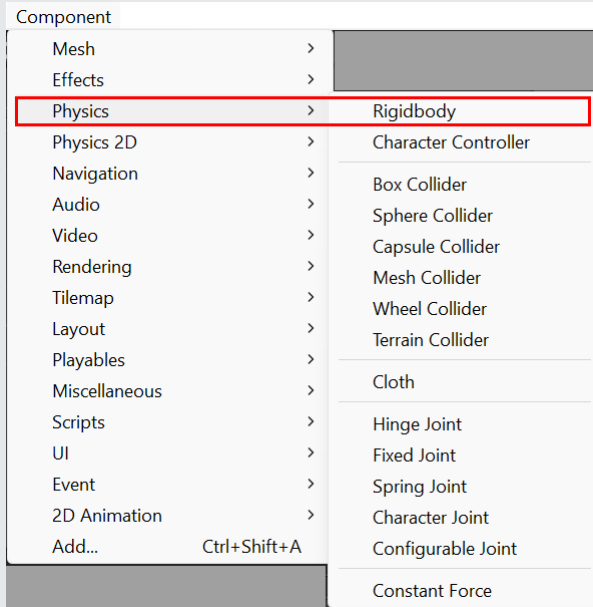 Component
Mesh
Effects
Physics
Physics 2D
Navigation
Audio
Video
Rendering
Tilemap
Layout
Playables
Miscellaneous
Scripts
UI
Event
2D Animation
Add... Ctrl+Shift+A
Rigidbody
Character Controller
Box Collider
Sphere Collider
Capsule Collider
Mesh Collider
Wheel Collider
Terrain Collider
Cloth
Hinge Joint
Fixed Joint
Spring Joint
Character Joint
Configurable Joint
Constant Force